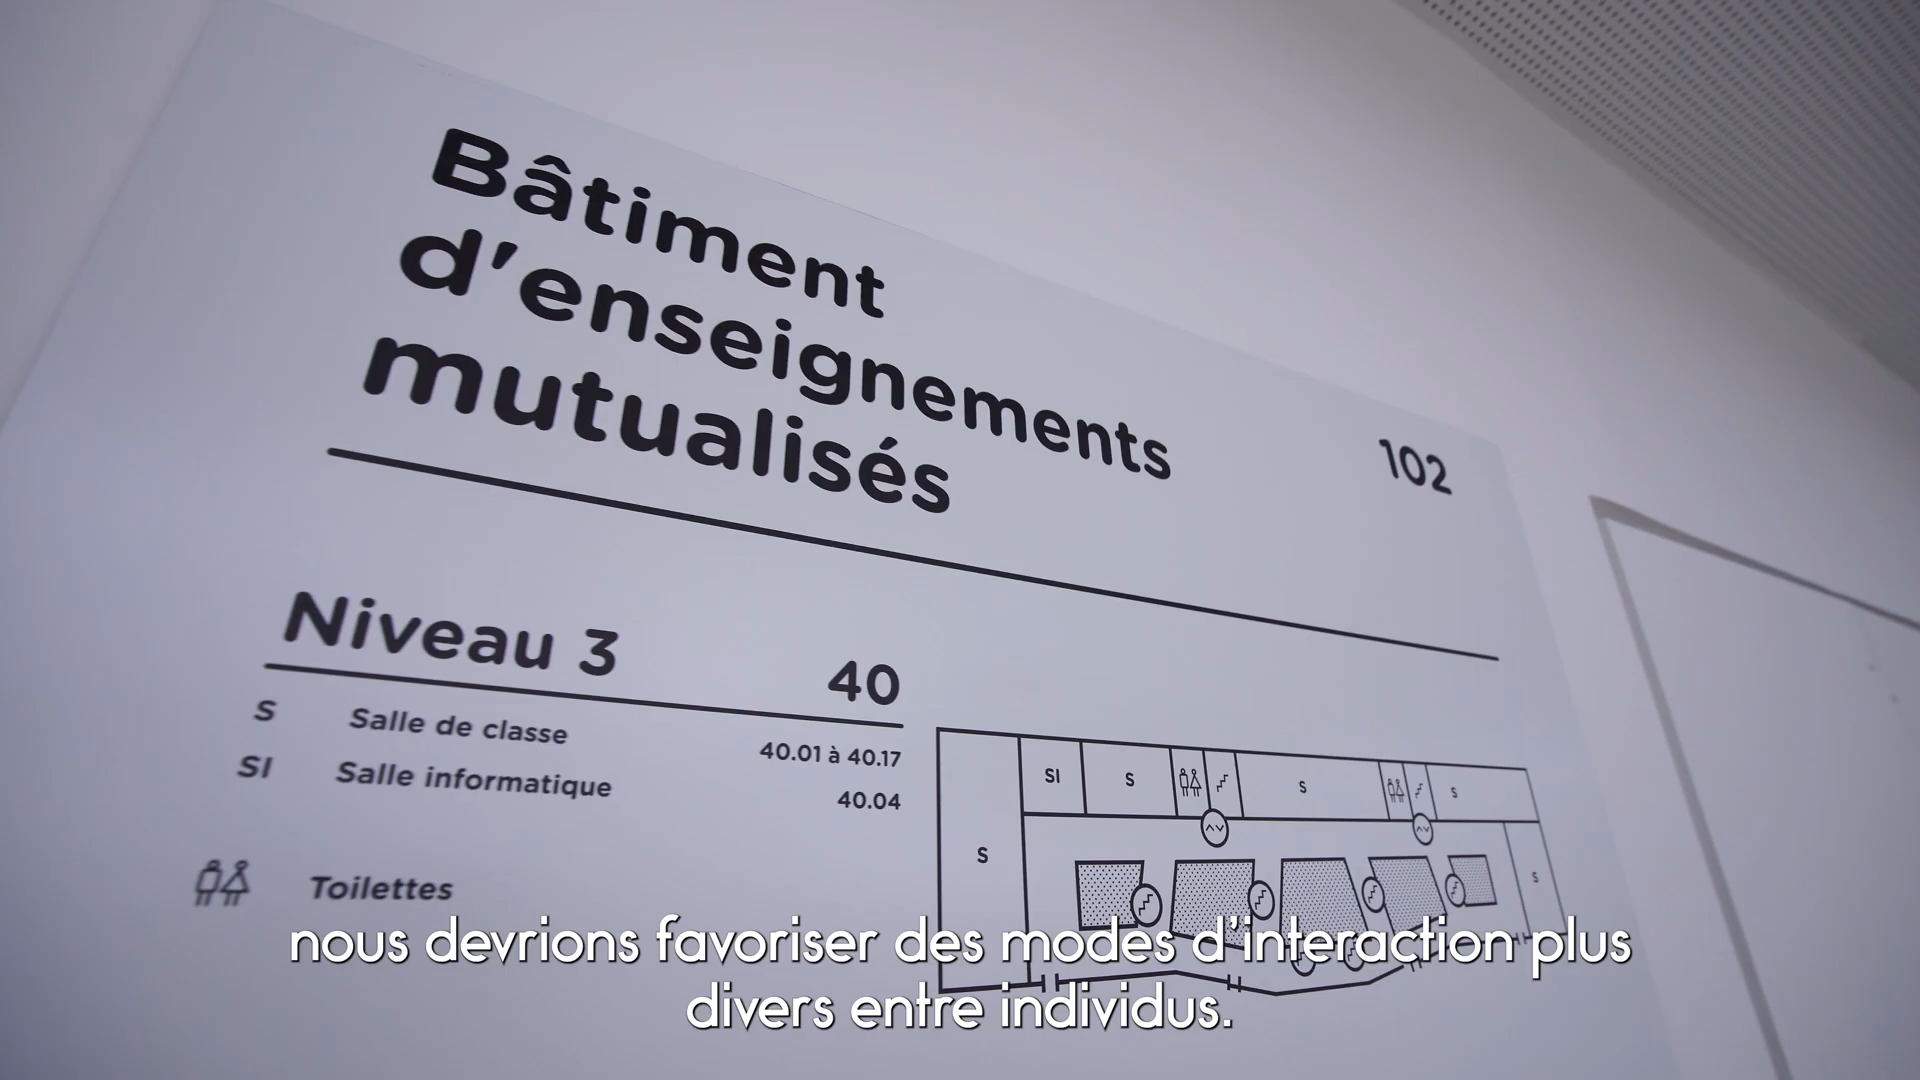 Bâtiment
d'enseignements
mutualisés
102
Niveau 3 40
S Salle de classe 40.01 à 40.17
SI Salle informatique 40.04
Toilettes
SI S S S
S S
nous devrions favoriser des modes d'interaction plus
divers entre individus.